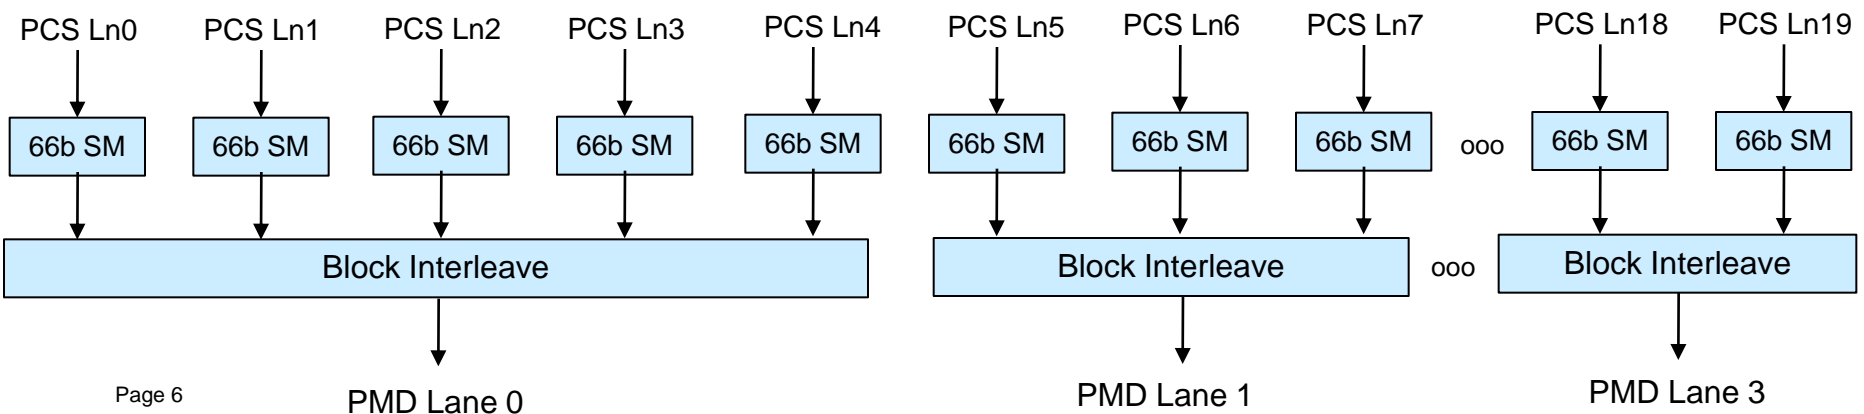 PCS Ln0 PCS Ln1 PCS Ln2 PCS Ln3 PCS Ln4 PCS Ln5 PCS Ln6 PCS Ln7 PCS Ln18 PCS Ln19
66b SM 66b SM 66b SM 66b SM 66b SM 66b SM 66b SM 66b SM ooo 66b SM 66b SM
Block Interleave Block Interleave ooo Block Interleave
Page 6 PMD Lane 0 PMD Lane 1 PMD Lane 3